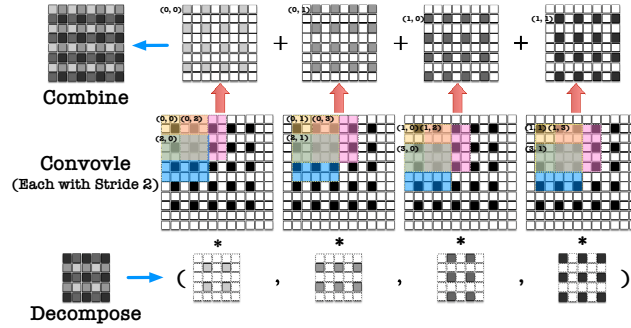 (0, 0) (0, 1) (1, 0) (1, 1)
+ + +
Combine
(0, 0) (0, 2) (0, 1) (0, 3) (1, 0) (1, 2) (1, 1) (1, 3)
(2, 0) (2, 1) (3, 0) (3, 1)
Convovle
(Each with Stride 2)
* * * *
( , , , )
Decompose